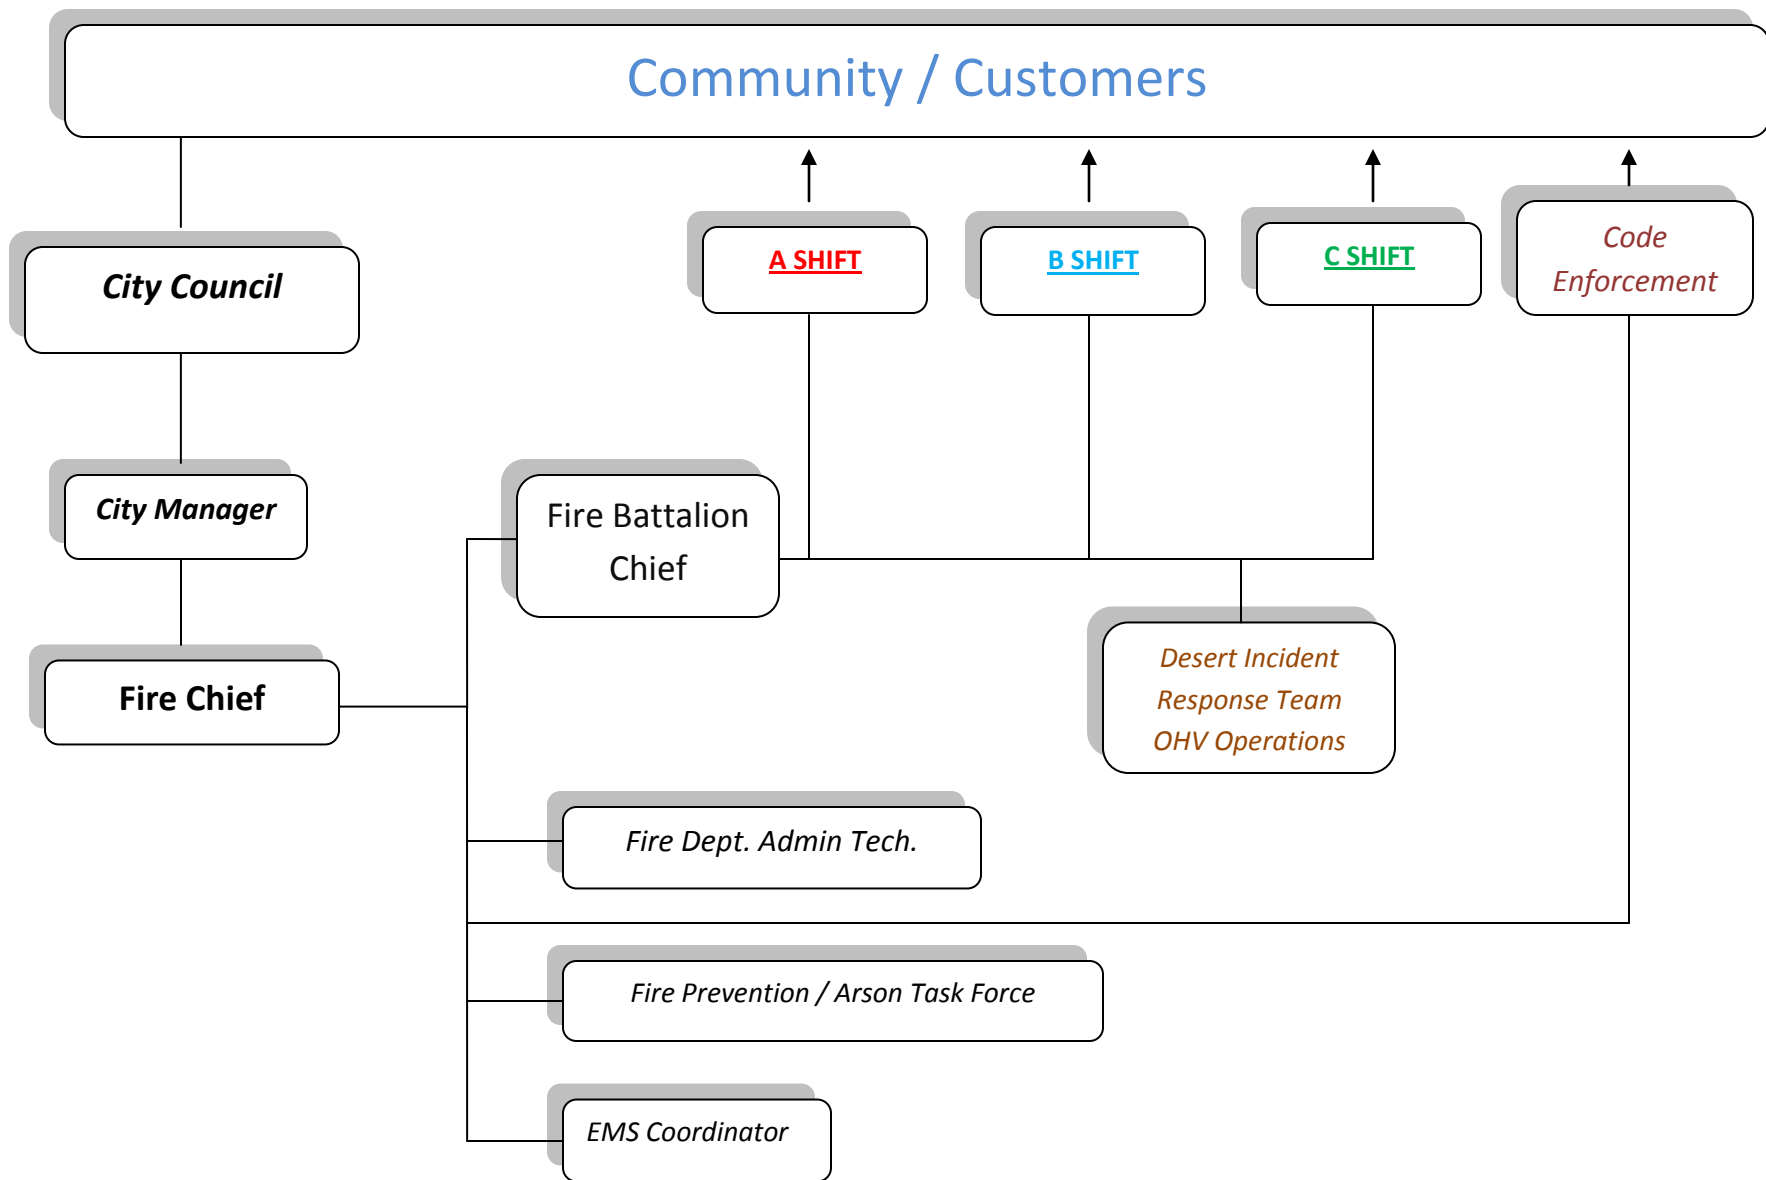 Community / Customers
City Council
A SHIFT
B SHIFT
C SHIFT
Code
Enforcement
City Manager
Fire Battalion
Chief
Fire Chief
Desert Incident
Response Team
OHV Operations
Fire Dept. Admin Tech.
Fire Prevention / Arson Task Force
EMS Coordinator